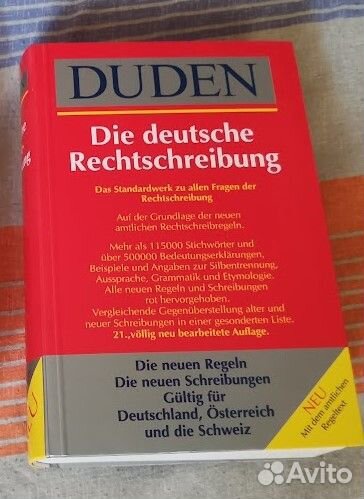 DUDEN
Die deutsche
Rechtschreibung
Das Standardwerk zu allen Fragen der
Rechtschreibung
Auf der Grundlage der neuen
amtlichen Rechtschreibregeln.
Mehr als 115000 Stichwörter und
über 500000 Bedeutungserklärungen,
Beispiele und Angaben zur Silbentrennung,
Aussprache, Grammatik und Etymologie.
Alle neuen Regeln und Schreibungen
rot hervorgehoben.
Vergleichende Gegenüberstellung alter und
neuer Schreibungen in einer gesonderten Liste.
21., völlig neu bearbeitete Auflage.
Die neuen Regeln
Die neuen Schreibungen
Gültig für
Deutschland, Österreich
und die Schweiz
NEU
Mit dem amtlichen
Regeltext
NEU
Avito